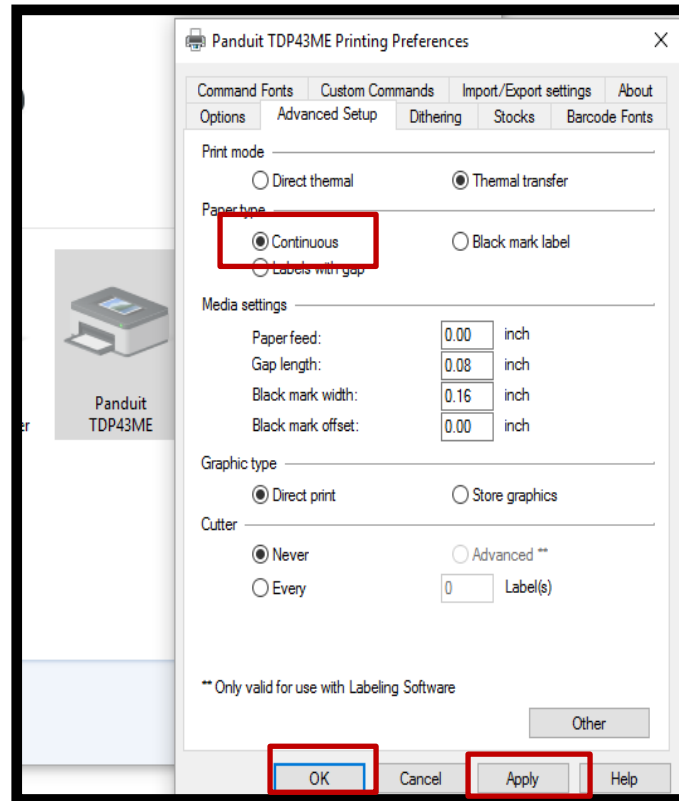 Panduit TDP43ME Printing Preferences
Command Fonts Custom Commands Import/Export settings About
Options Advanced Setup Dithering Stocks Barcode Fonts
Print mode
Direct thermal Thermal transfer
Paper type
Continuous Black mark label
Labels with gap
Media settings
Paper feed: 0.00 inch
Gap length: 0.08 inch
Black mark width: 0.16 inch
Black mark offset: 0.00 inch
Graphic type
Direct print Store graphics
Cutter
Never Advanced **
Every 0 Label(s)
** Only valid for use with Labeling Software
Other
OK Cancel Apply Help
Panduit
er TDP43ME